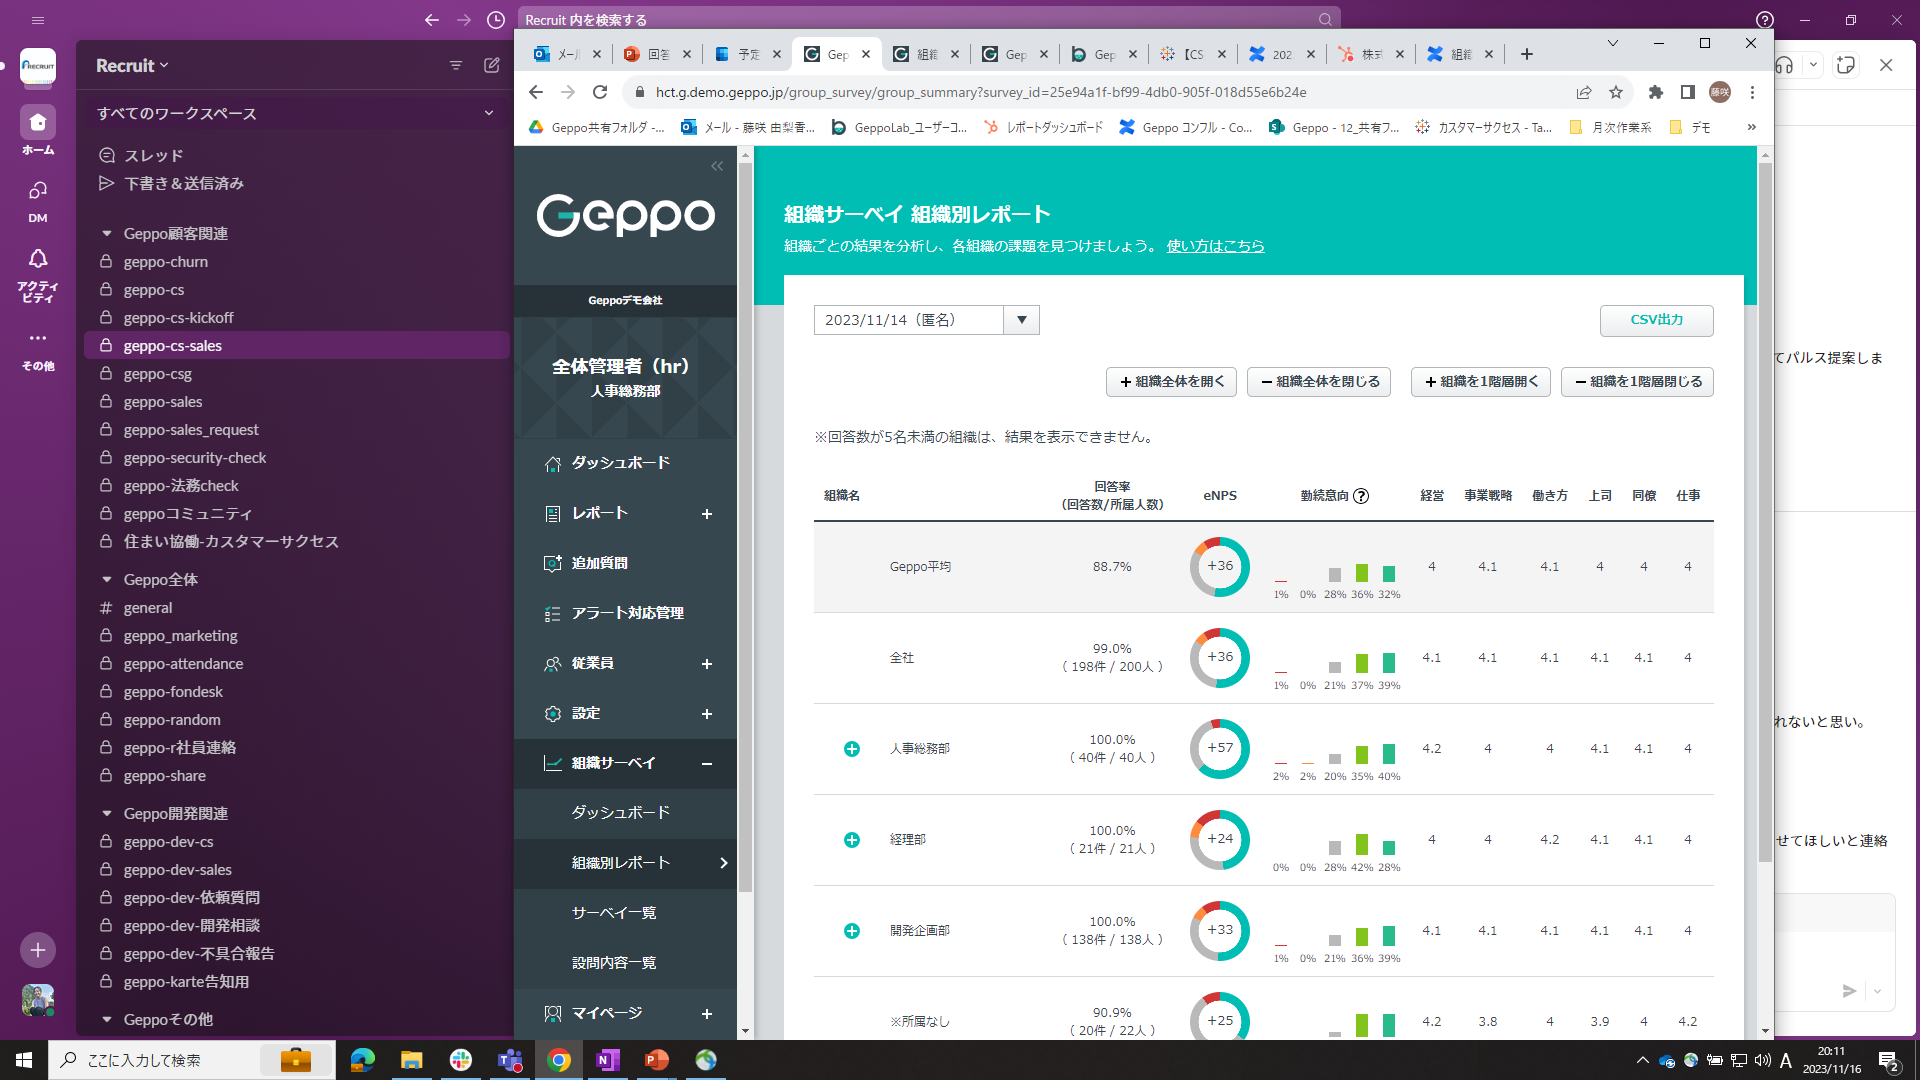 Recruit 内を検索する
RECRUIT
ホーム
DM
アクティ
ビティ
その他
Recruit
すべてのワークスペース
スレッド
下書き＆送信済み
Geppo顧客関連
geppo-churn
geppo-cs
geppo-cs-kickoff
geppo-cs-sales
geppo-csg
geppo-sales
geppo-sales_request
geppo-security-check
geppo-法務check
geppoコミュニティ
住まい協働-カスタマーサクセス
Geppo全体
# general
geppo_marketing
geppo-attendance
geppo-fondesk
geppo-random
geppo-r社員連絡
geppo-share
Geppo開発関連
geppo-dev-cs
geppo-dev-sales
geppo-dev-依頼質問
geppo-dev-開発相談
geppo-dev-不具合報告
geppo-karte告知用
Geppoその他
メール
回答
予定
Gep
組織
Gep
Gep
【CS
202
株式
組織
hct.g.demo.geppo.jp/group_survey/group_summary?survey_id=25e94a1f-bf99-4db0-905f-018d55e6b24e
藤咲
Geppo共有フォルダ -...
メール - 藤咲 由梨香...
GeppoLab_ユーザーコ...
レポートダッシュボード
Geppo コンフル - Co...
Geppo - 12_共有フ...
カスタマーサクセス - Ta...
月次作業系
デモ
»
Geppo
Geppoデモ会社
全体管理者（hr）
人事総務部
ダッシュボード
レポート +
追加質問
アラート対応管理
従業員 +
設定 +
組織サーベイ −
ダッシュボード
組織別レポート
サーベイ一覧
設問内容一覧
マイページ +
組織サーベイ 組織別レポート
組織ごとの結果を分析し、各組織の課題を見つけましょう。 使い方はこちら
2023/11/14（匿名） ▼
CSV出力
+ 組織全体を開く
− 組織全体を閉じる
+ 組織を1階層開く
− 組織を1階層閉じる
※回答数が5名未満の組織は、結果を表示できません。
組織名 回答率 （回答数/所属人数） eNPS 勤続意向 ? 経営 事業戦略 働き方 上司 同僚 仕事
Geppo平均 88.7% +36 1% 0% 28% 36% 32% 4 4.1 4.1 4 4 4
全社 99.0% （ 198件 / 200人 ） +36 1% 0% 21% 37% 39% 4.1 4.1 4.1 4.1 4.1 4
人事総務部 100.0% （ 40件 / 40人 ） +57 2% 2% 20% 35% 40% 4.2 4 4 4.1 4.1 4
経理部 100.0% （ 21件 / 21人 ） +24 0% 0% 28% 42% 28% 4 4 4.2 4.1 4.1 4
開発企画部 100.0% （ 138件 / 138人 ） +33 1% 0% 21% 36% 39% 4.1 4.1 4.1 4.1 4.1 4
※所属なし 90.9% （ 20件 / 22人 ） +25 4.2 3.8 4 3.9 4 4.2
てパルス提案しま
れないと思い。
せてほしいと連絡
ここに入力して検索
A
20:11
2023/11/16
2